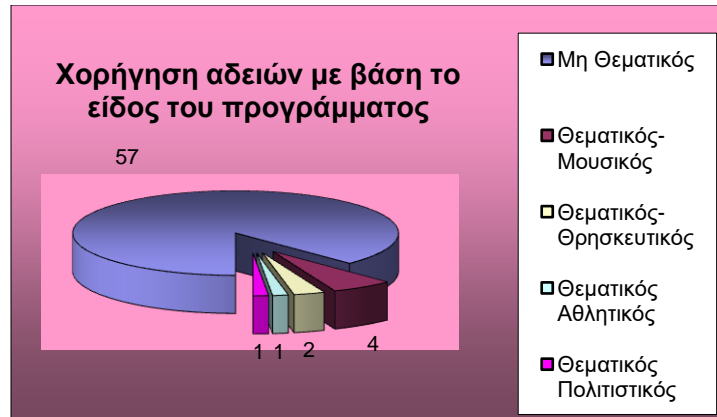 Χορήγηση αδειών με βάση το
είδος του προγράμματος
57
1
1
2
4
Μη Θεματικός
Θεματικός-
Μουσικός
Θεματικός-
Θρησκευτικός
Θεματικός
Αθλητικός
Θεματικός
Πολιτιστικός